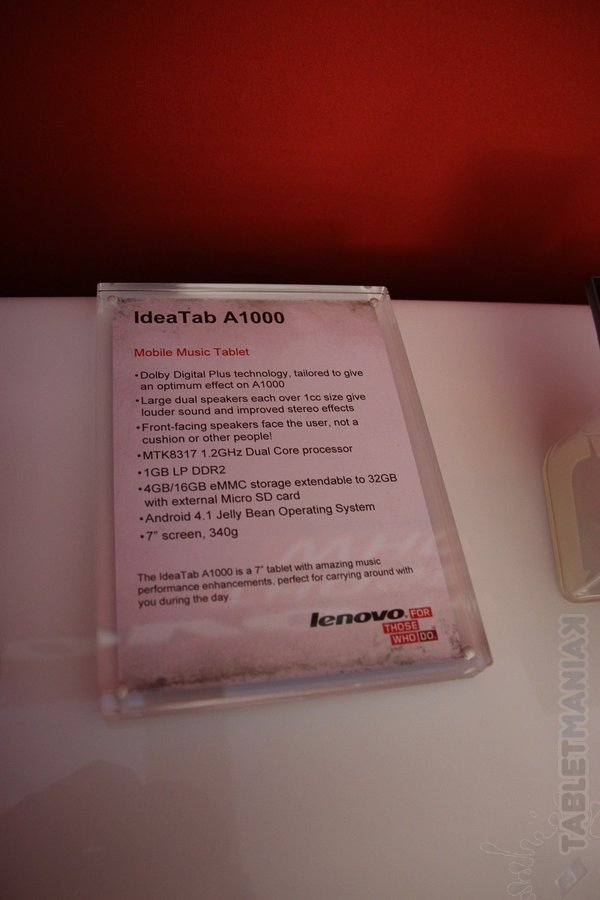 IdeaTab A1000
Mobile Music Tablet
•Dolby Digital Plus technology, tailored to give
an optimum effect on A1000
•Large dual speakers each over 1cc size give
louder sound and improved stereo effects
•Front-facing speakers face the user, not a
cushion or other people!
•MTK8317 1.2GHz Dual Core processor
•1GB LP DDR2
•4GB/16GB eMMC storage extendable to 32GB
with external Micro SD card
•Android 4.1 Jelly Bean Operating System
•7" screen, 340g
The IdeaTab A1000 is a 7" tablet with amazing music
performance enhancements, perfect for carrying around with
you during the day.
lenovo FOR
THOSE
WHO DO.
TABLETMANIAK